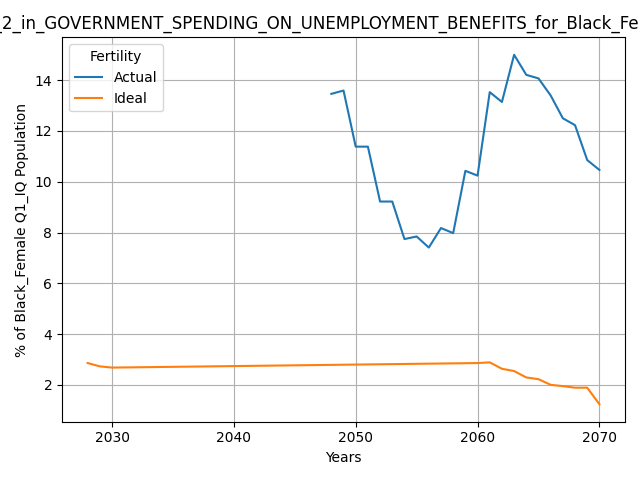 _2_in_GOVERNMENT_SPENDING_ON_UNEMPLOYMENT_BENEFITS_for_Black_Fe
Fertility
Actual
Ideal
% of Black_Female Q1_IQ Population
14
12
10
8
6
4
2
2030 2040 2050 2060 2070
Years